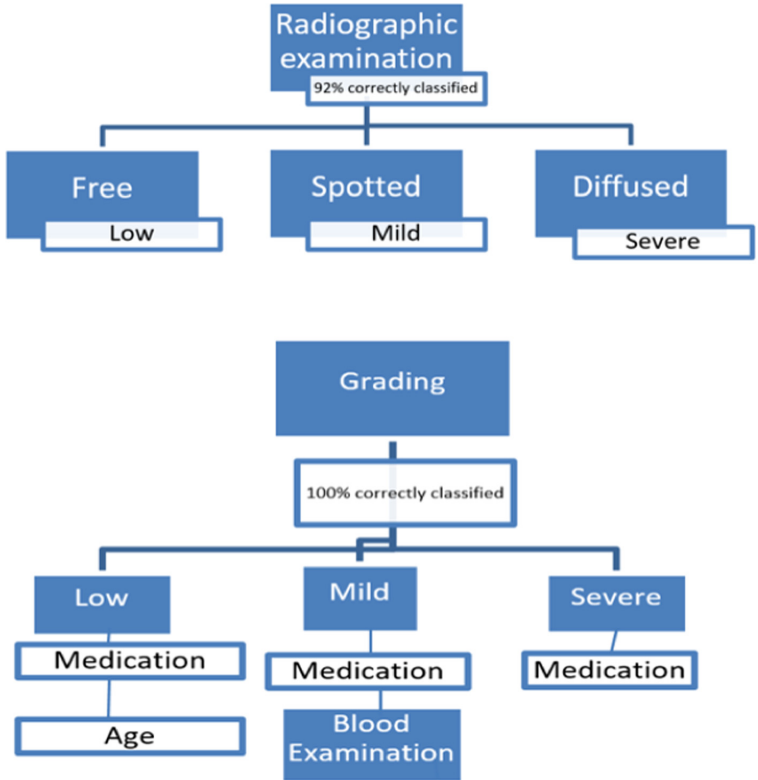 Radiographic
examination
92% correctly classified
Free
Spotted
Diffused
Low
Mild
Severe
Grading
100% correctly classified
Low
Mild
Severe
Medication
Medication
Medication
Age
Blood
Examination